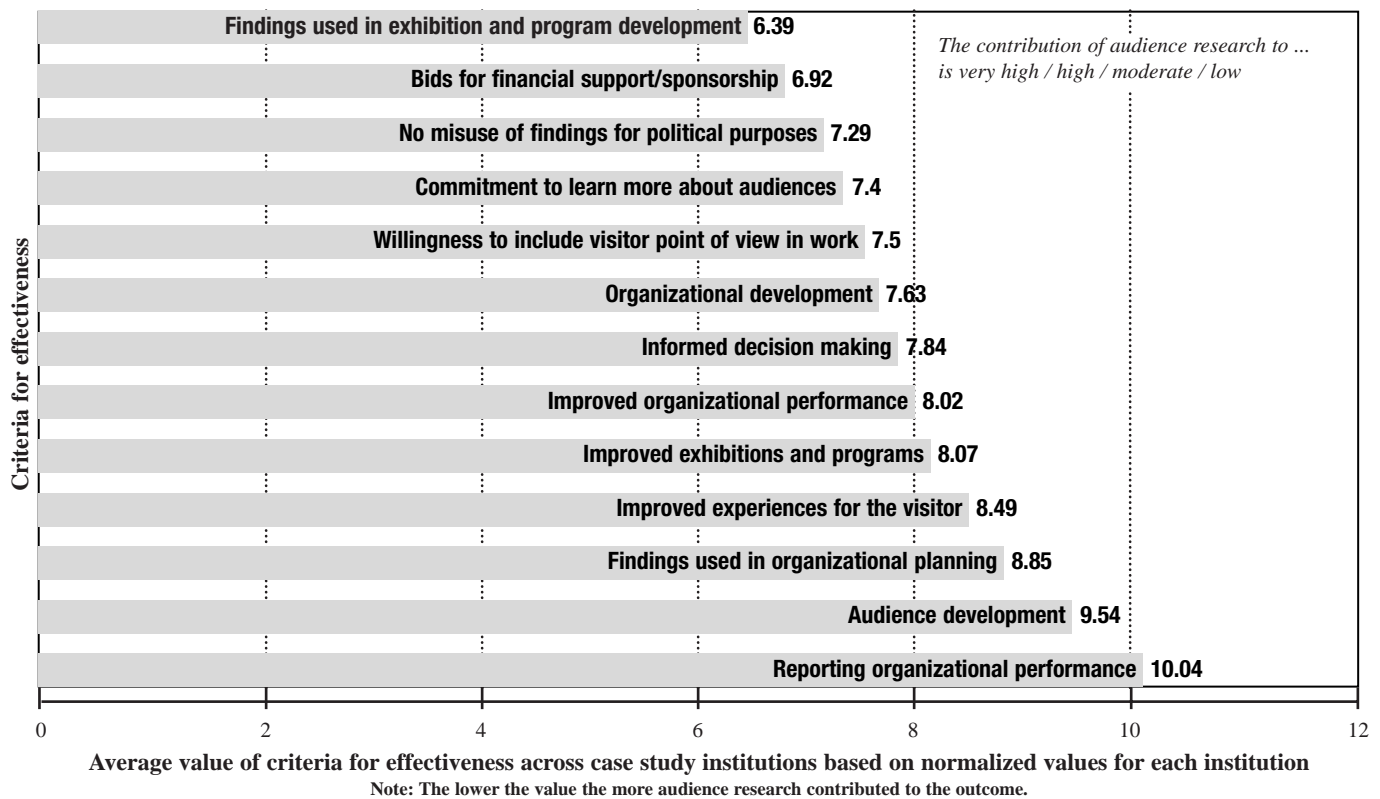 Findings used in exhibition and program development 6.39
The contribution of audience research to ...
is very high / high / moderate / low
Bids for financial support/sponsorship 6.92
No misuse of findings for political purposes 7.29
Commitment to learn more about audiences 7.4
Willingness to include visitor point of view in work 7.5
Organizational development 7.63
Informed decision making 7.84
Improved organizational performance 8.02
Improved exhibitions and programs 8.07
Improved experiences for the visitor 8.49
Findings used in organizational planning 8.85
Audience development 9.54
Reporting organizational performance 10.04
Criteria for effectiveness
0 2 4 6 8 10 12
Average value of criteria for effectiveness across case study institutions based on normalized values for each institution
Note: The lower the value the more audience research contributed to the outcome.